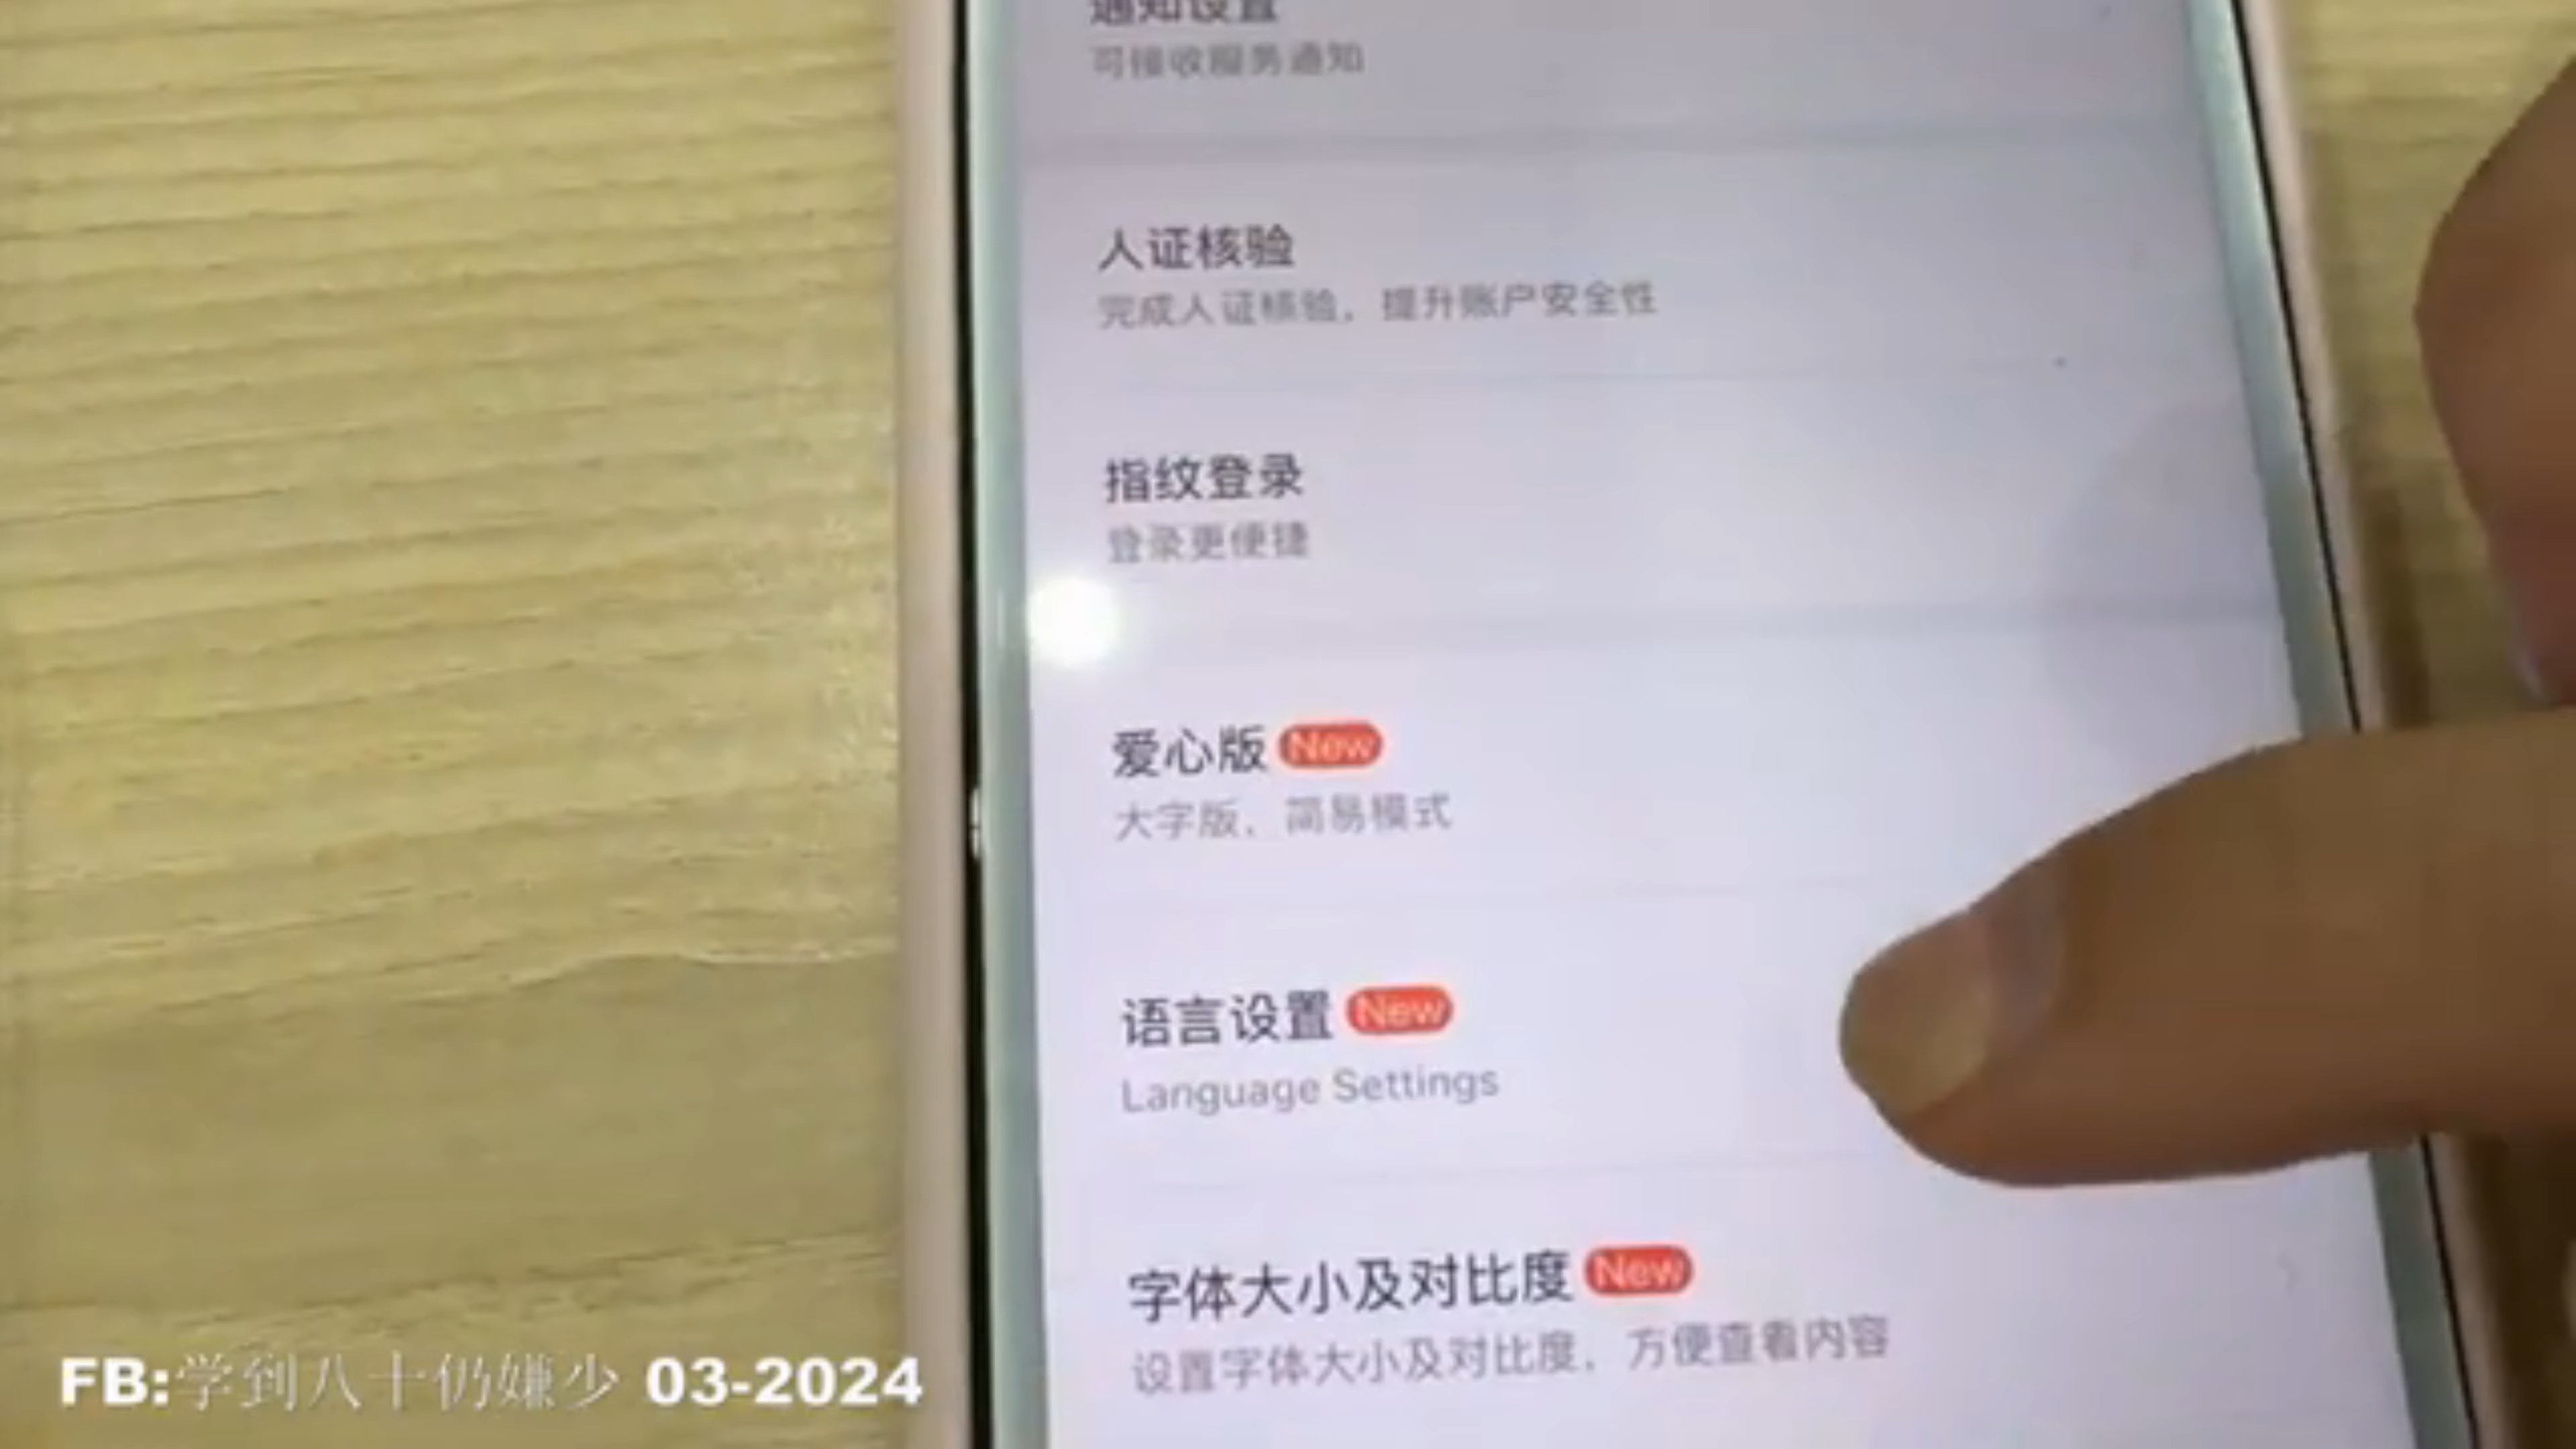 通知设置
可接收服务通知
人证核验
完成人证核验，提升账户安全性
指纹登录
登录更便捷
爱心版 New
大字版、简易模式
语言设置 New
Language Settings
字体大小及对比度 New
设置字体大小及对比度，方便查看内容
FB:学到八十仍嫌少 03-2024